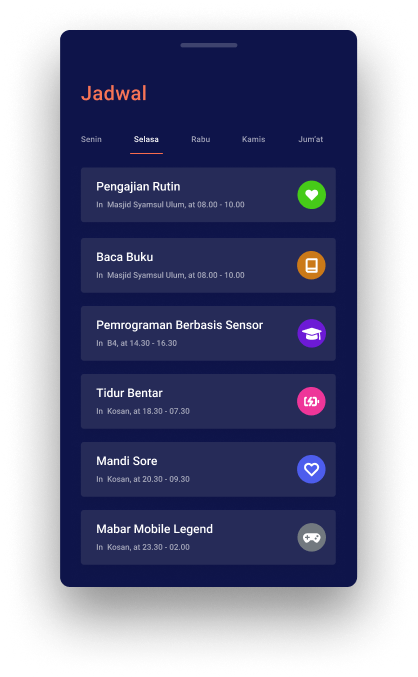 Jadwal
Senin Selasa Rabu Kamis Jum'at
Pengajian Rutin
In Masjid Syamsul Ulum, at 08.00 - 10.00
Baca Buku
In Masjid Syamsul Ulum, at 08.00 - 10.00
Pemrograman Berbasis Sensor
In B4, at 14.30 - 16.30
Tidur Bentar
In Kosan, at 18.30 - 07.30
Mandi Sore
In Kosan, at 20.30 - 09.30
Mabar Mobile Legend
In Kosan, at 23.30 - 02.00